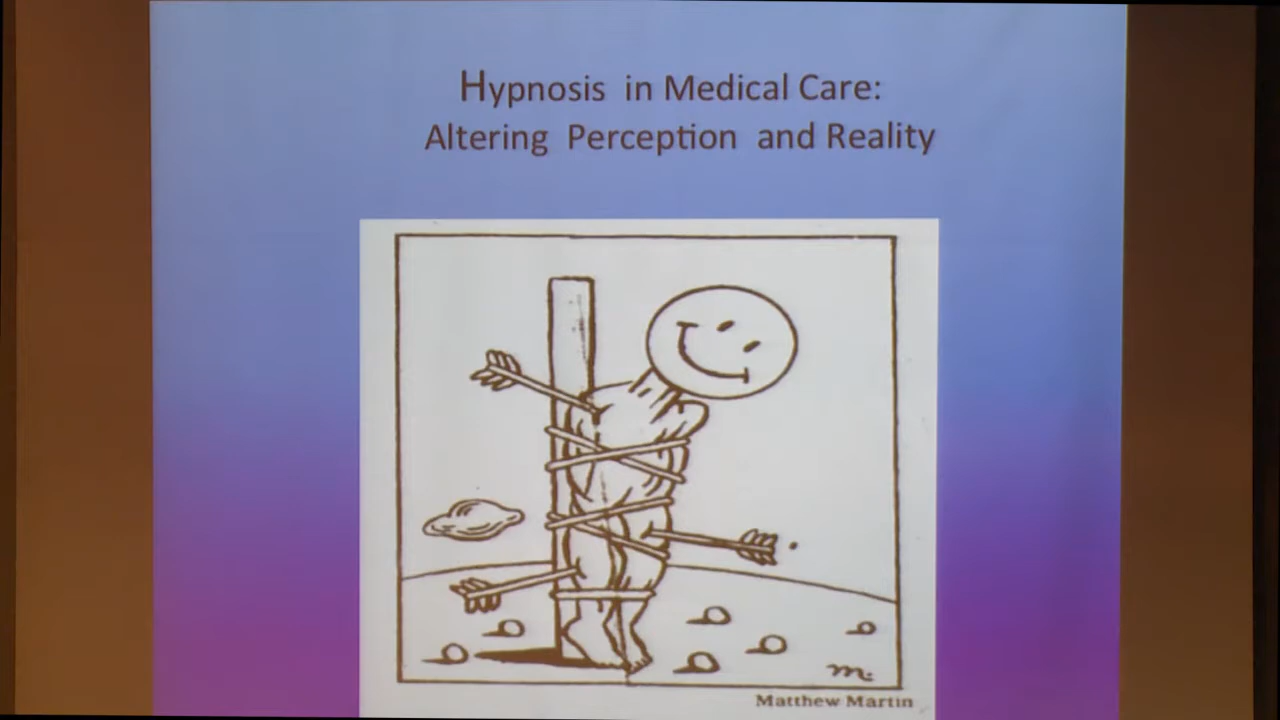 Hypnosis in Medical Care:
Altering Perception and Reality
m.
Matthew Martin